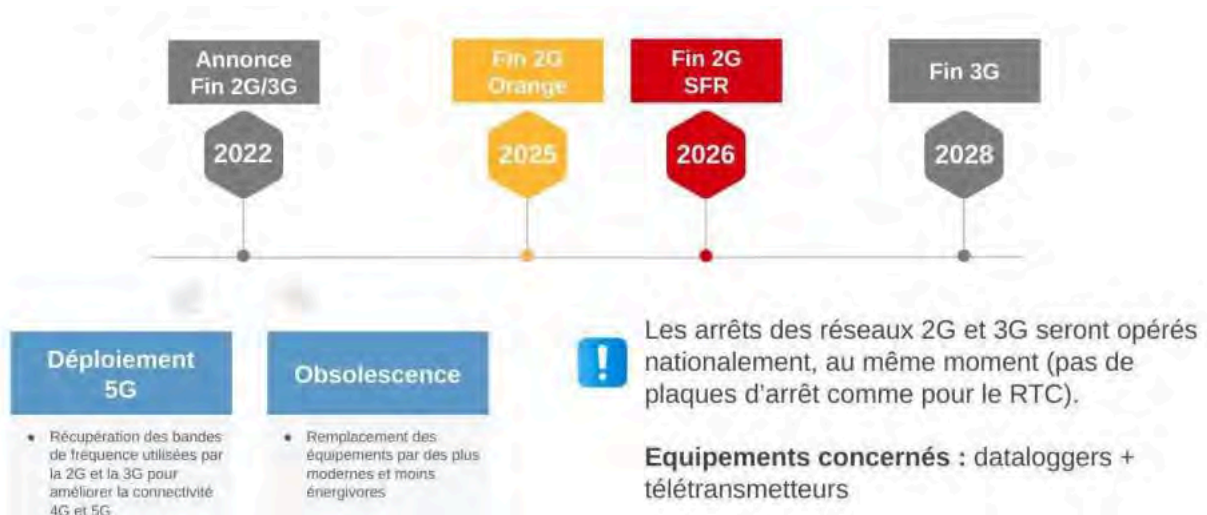 Annonce
Fin 2G/3G
Fin 2G
Orange
Fin 2G
SFR
Fin 3G
2022
2025
2026
2028
Déploiement
5G
● Récupération des bandes
de fréquence utilisées par
la 2G et la 3G pour
améliorer la connectivité
4G et 5G
Obsolescence
● Remplacement des
équipements par des plus
modernes et moins
énergivores
!
Les arrêts des réseaux 2G et 3G seront opérés
nationalement, au même moment (pas de
plaques d'arrêt comme pour le RTC).
Equipements concernés : dataloggers +
télétransmetteurs